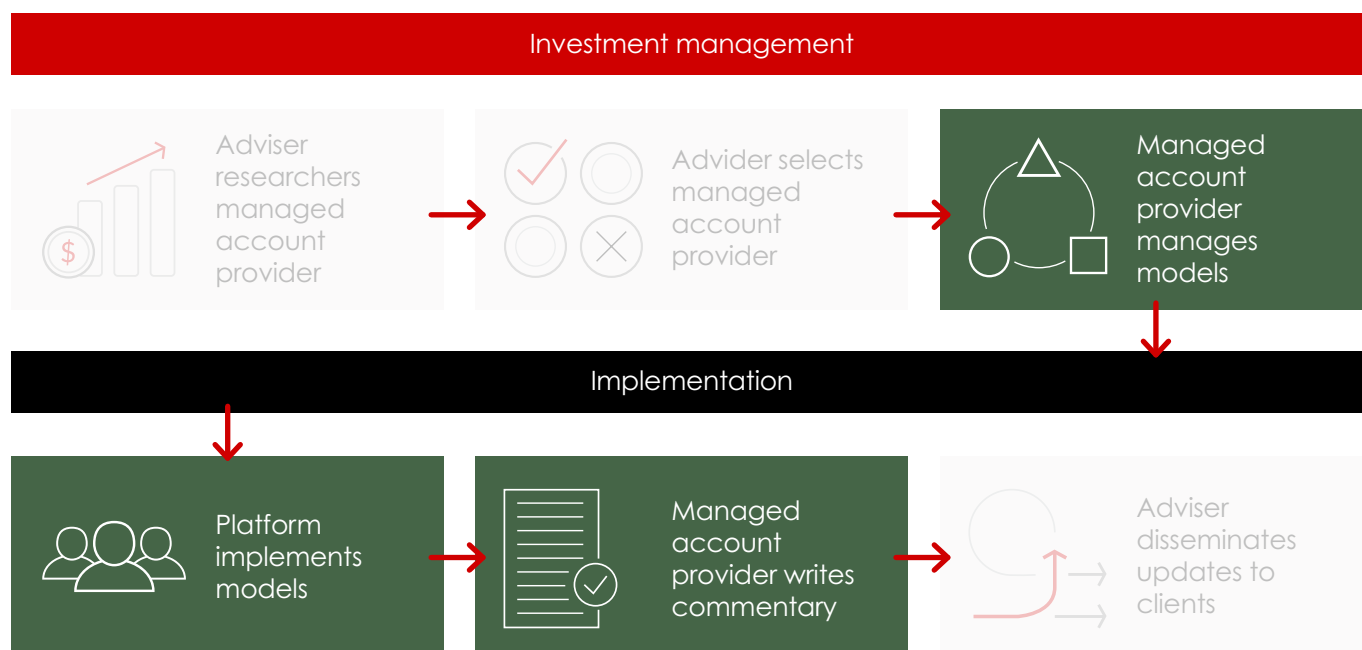 Investment management
Adviser
researchers
managed
account
provider
$
Advider selects
managed
account
provider
Managed
account
provider
manages
models
Implementation
Platform
implements
models
Managed
account
provider writes
commentary
Adviser
disseminates
updates to
clients